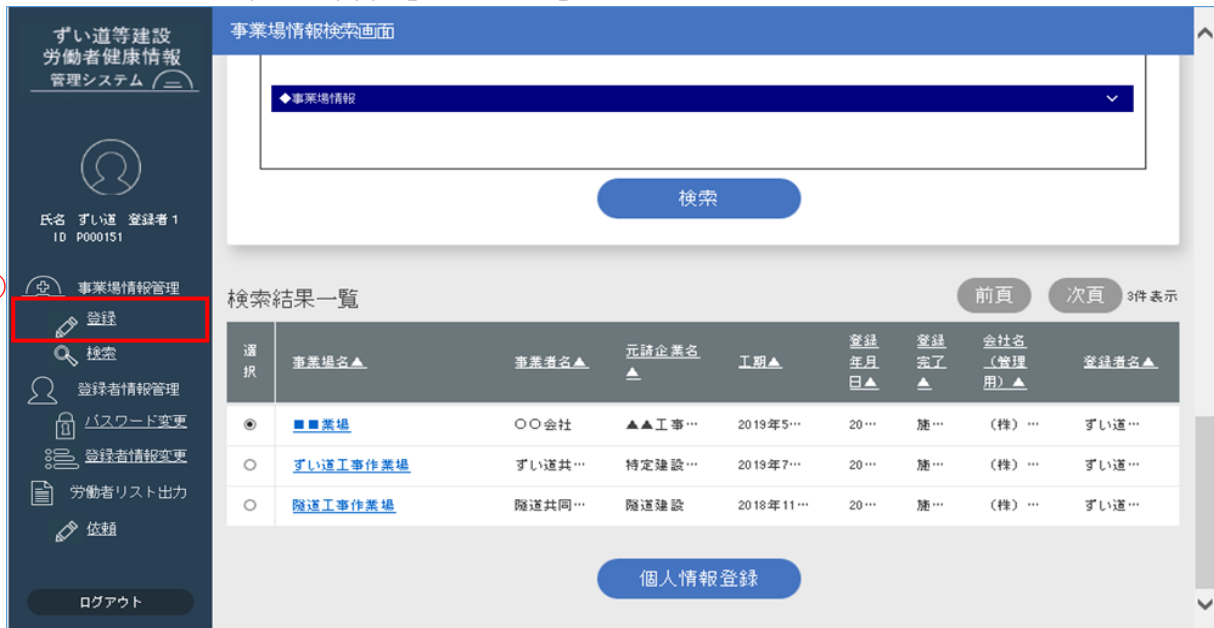 ずい道等建設
労働者健康情報
管理システム
氏名 ずい道 登録者1
ID P000151
事業場情報管理
登録
検索
登録者情報管理
パスワード変更
登録者情報変更
労働者リスト出力
依頼
ログアウト
事業場情報検索画面
◆事業場情報
検索
検索結果一覧
前頁 次頁 3件表示
選択 事業場名▲ 事業者名▲ 元請企業名▲ 工期▲ 登録年月日▲ 登録完了▲ 会社名(管理用)▲ 登録者名▲
■■業場 〇〇会社 ▲▲工事… 2019年5… 20… 施… (株)… ずい道…
ずい道工事作業場 ずい道共… 特定建設… 2019年7… 20… 施… (株)… ずい道…
隧道工事作業場 隧道共同… 隧道建設 2018年11… 20… 施… (株)… ずい道…
個人情報登録